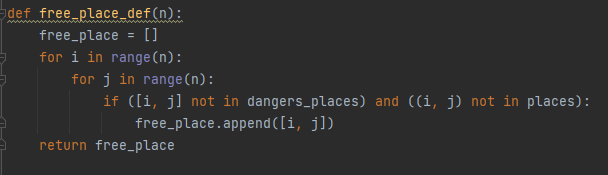 def free_place_def(n):
    free_place = []
    for i in range(n):
        for j in range(n):
            if ([i, j] not in dangers_places) and ((i, j) not in places):
                free_place.append([i, j])
    return free_place